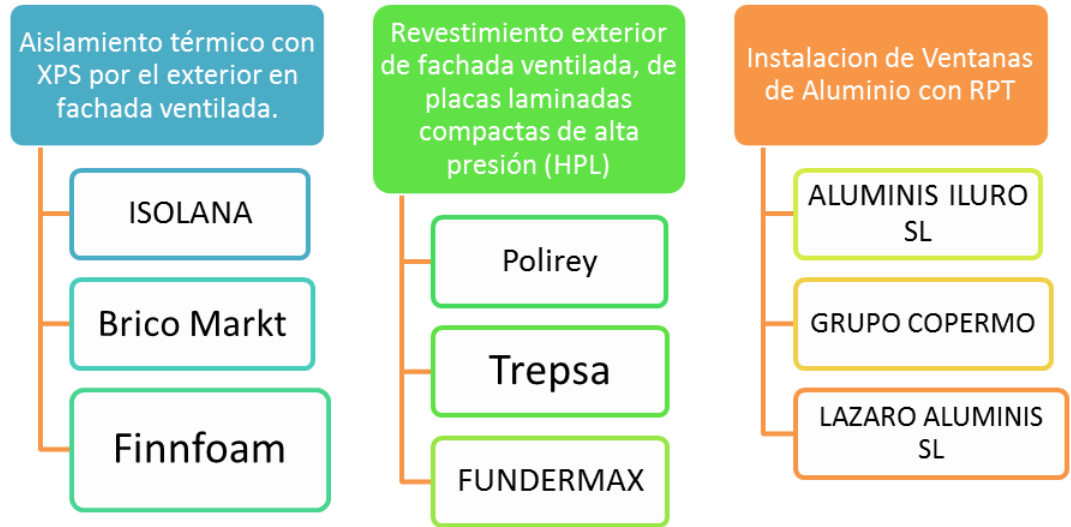 Aislamiento térmico con
XPS por el exterior en
fachada ventilada.
ISOLANA
Brico Markt
Finnfoam
Revestimiento exterior
de fachada ventilada, de
placas laminadas
compactas de alta
presión (HPL)
Polirey
Trepsa
FUNDERMAX
Instalacion de Ventanas
de Aluminio con RPT
ALUMINIS ILURO
SL
GRUPO COPERMO
LAZARO ALUMINIS
SL